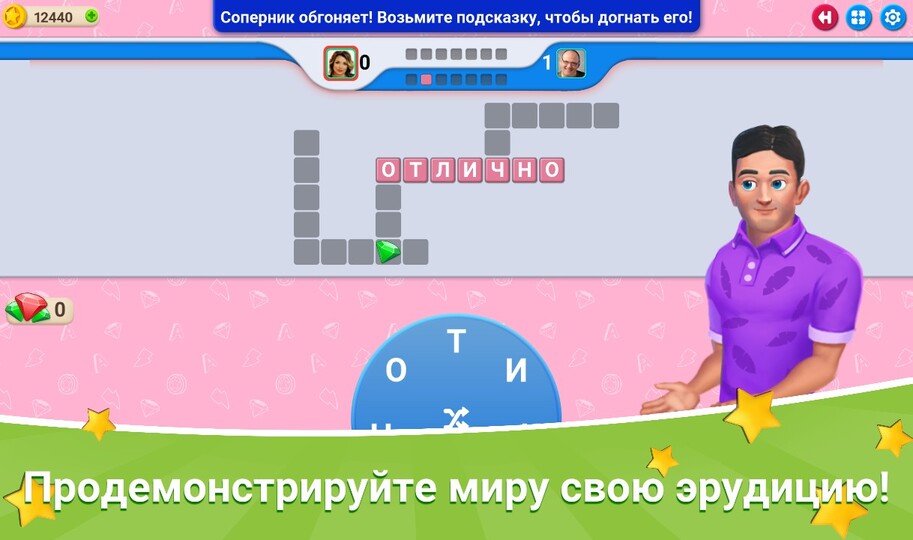 12440
Соперник обгоняет! Возьмите подсказку, чтобы догнать его!
0
1
ОТЛИЧНО
0
Т
О
И
Продемонстрируйте миру свою эрудицию!